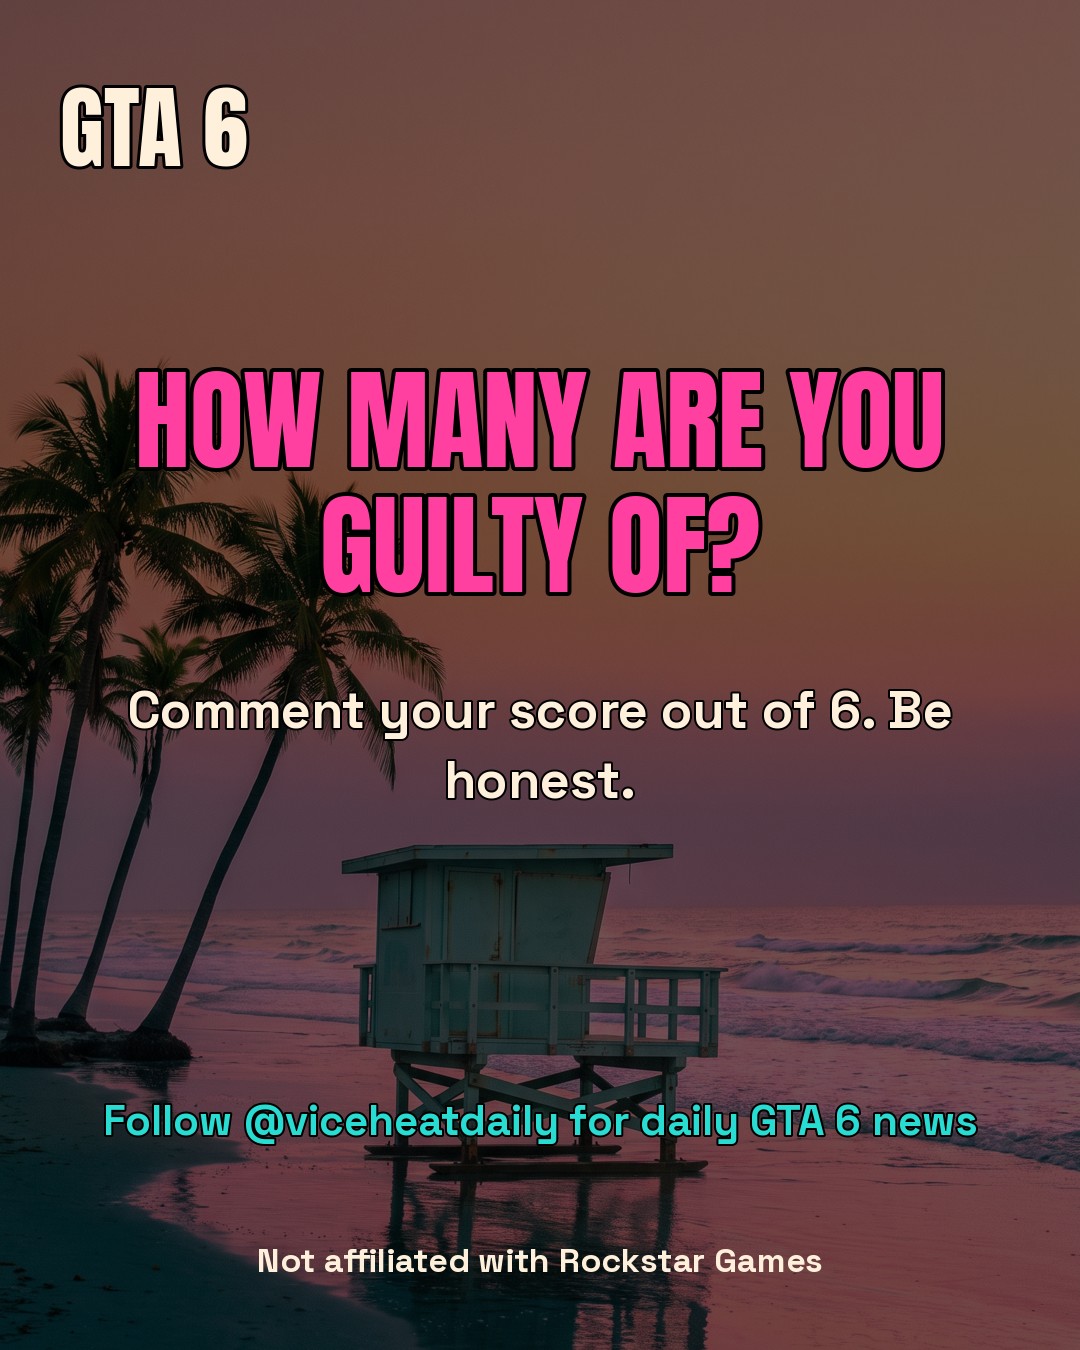 GTA 6
HOW MANY ARE YOU
GUILTY OF?
Comment your score out of 6. Be
honest.
Follow @viceheatdaily for daily GTA 6 news
Not affiliated with Rockstar Games